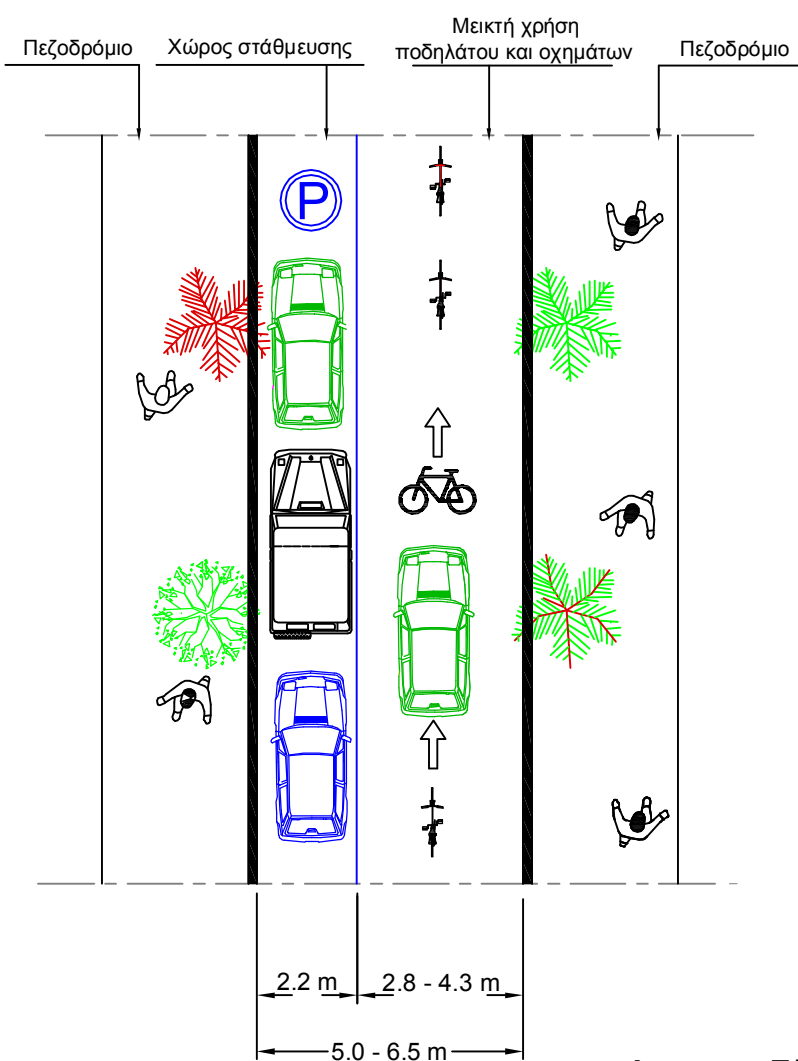 Πεζοδρόμιο
Χώρος στάθμευσης
Μεικτή χρήση
ποδηλάτου και οχημάτων
Πεζοδρόμιο
P
2.2 m
2.8 - 4.3 m
5.0 - 6.5 m